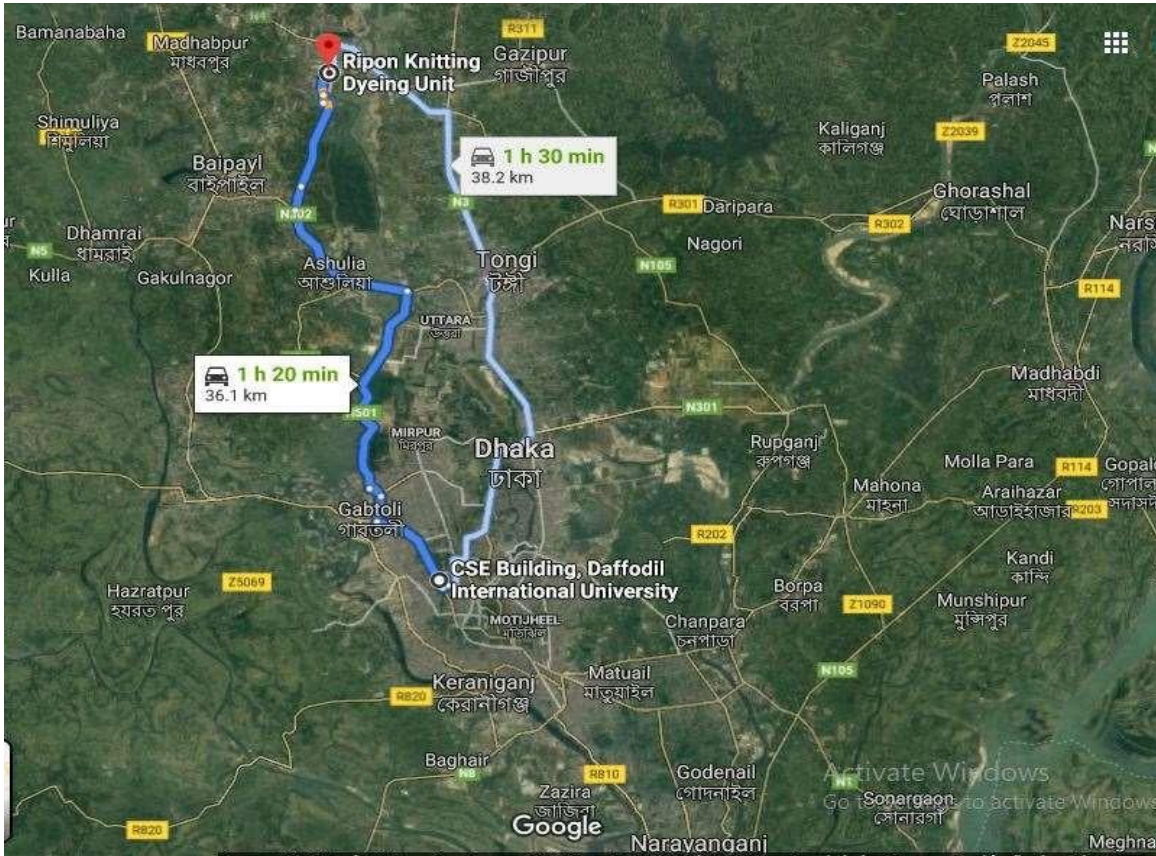 Bamanabaha
Madhabpur
মাধবপুর
R311
Gazipur
গাজীপুর
Z2045
Ripon Knitting
Dyeing Unit
Palash
পলাশ
Shimuliya
শিমুলিয়া
Kaliganj
কালিগঞ্জ
Z2039
1 h 30 min
38.2 km
Baipayl
বাইপাইল
Ghorashal
ঘোড়াশাল
N302
N3
R301
Daripara
R302
Dhamrai
ধামরাই
N5
Kulla
Gakulnagor
Ashulia
আশুলিয়া
Tongi
টঙ্গী
Nagori
N105
R114
UTTARA
উত্তরা
1 h 20 min
36.1 km
Madhabdi
মাধবদী
N301
MIRPUR
মিরপুর
Dhaka
ঢাকা
Rupganj
রুপগঞ্জ
Molla Para
R114
Mahona
মাহনা
Araihazar
আড়াইহাজার
R203
Gabtoli
গাবতলী
R202
Kandi
কান্দি
CSE Building, Daffodil
International University
Z5069
Hazratpur
হযরত পুর
Borpa
বরপা
Z1090
Munshipur
মুন্সিপুর
MOTIJHEEL
মতিঝিল
Chanpara
চনপাড়া
N105
Matuail
মাতুয়াইল
Keraniganj
কেরানীগঞ্জ
R820
Baghair
N8
R810
Godenail
গোদনাইল
Activate Windows
Go to Settings to activate Windows
N1
Sonargaon
সোনারগাঁ
Zazira
জাজিরা
R820
Google
Narayanganj